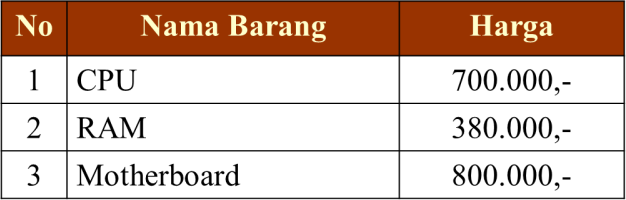 No Nama Barang Harga
1 CPU 700.000,-
2 RAM 380.000,-
3 Motherboard 800.000,-